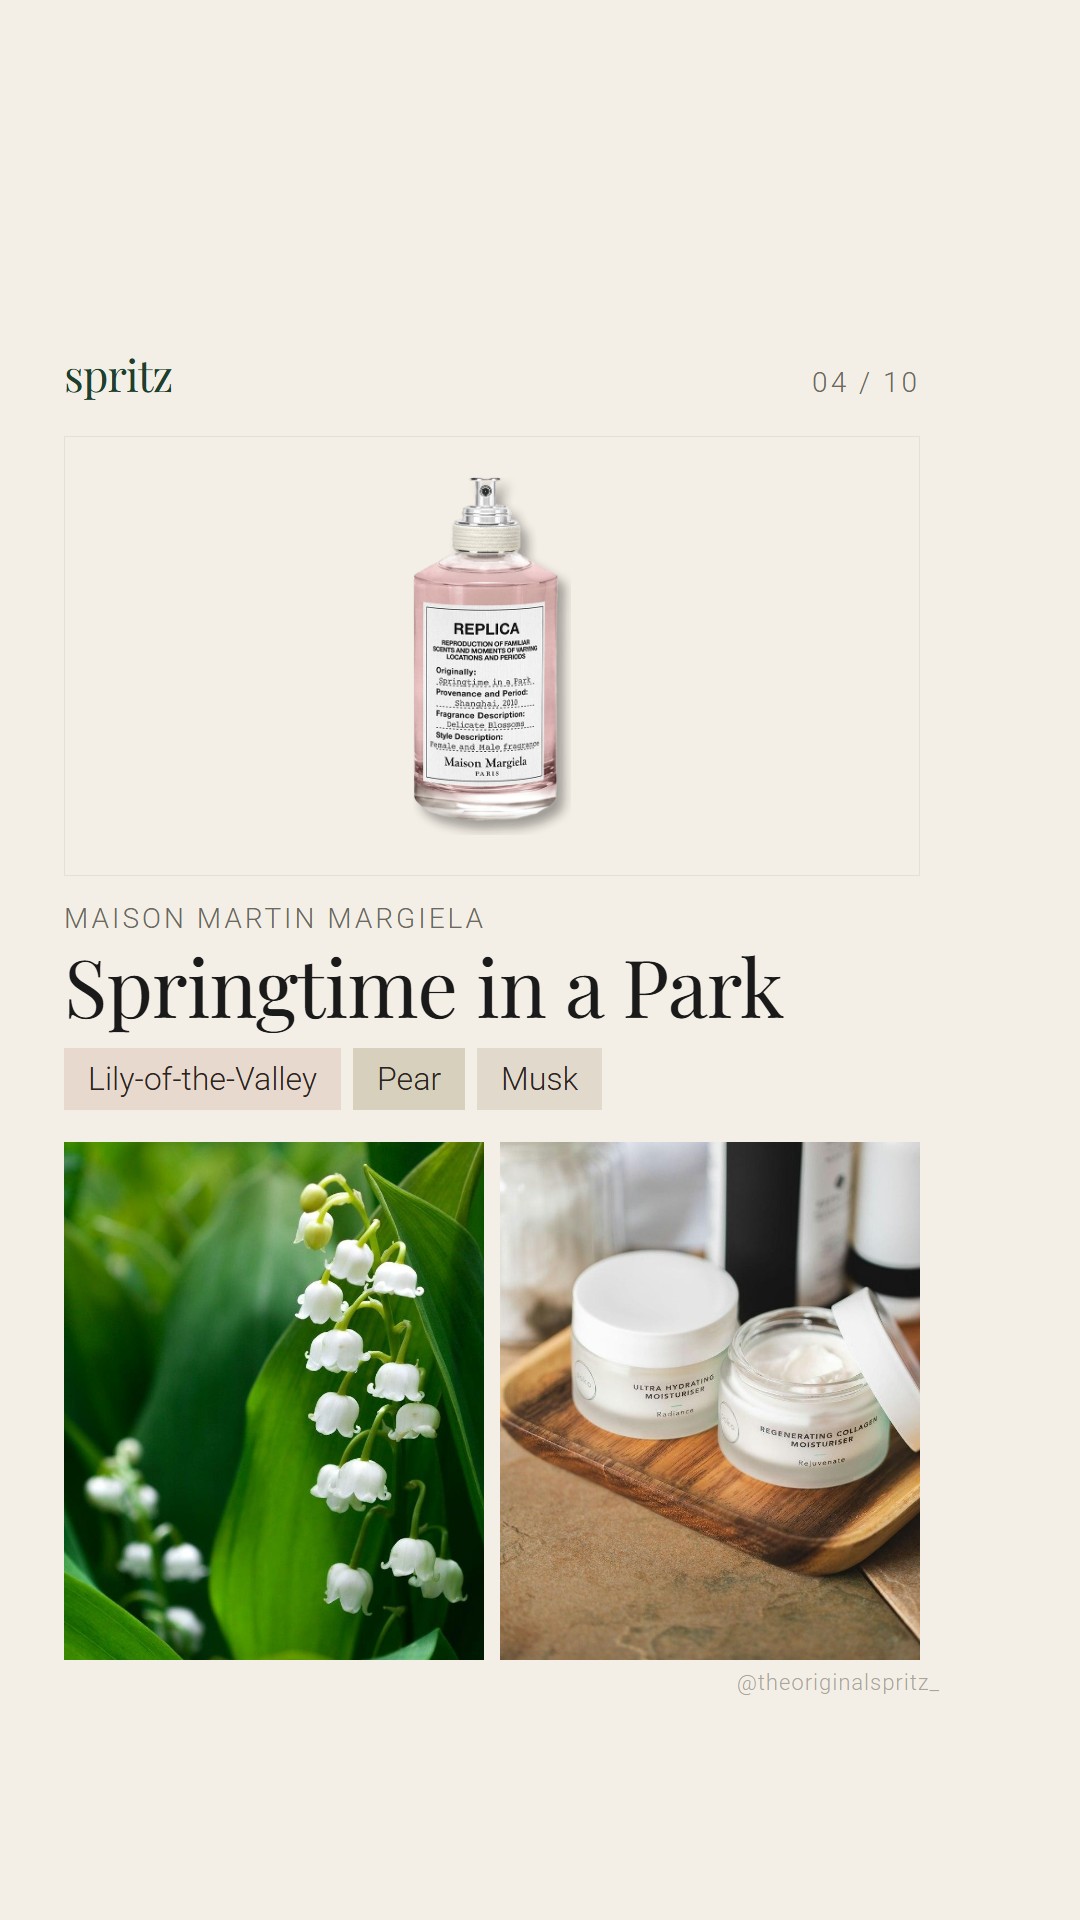 spritz
04 / 10
REPLICA
REPRODUCTION OF FAMILIAR
SCENTS AND MOMENTS OF VARYING
LOCATIONS AND PERIODS
Originally:
Springtime in a Park
Provenance and Period:
Shanghai, 2010
Fragrance Description:
Delicate Blossoms
Style Description:
Female and Male fragrance
Maison Margiela
PARIS
MAISON MARTIN MARGIELA
Springtime in a Park
Lily-of-the-Valley
Pear
Musk
ULTRA HYDRATING
MOISTURISER
Radiance
REGENERATING COLLAGEN
MOISTURISER
Rejuvenate
@theoriginalspritz_